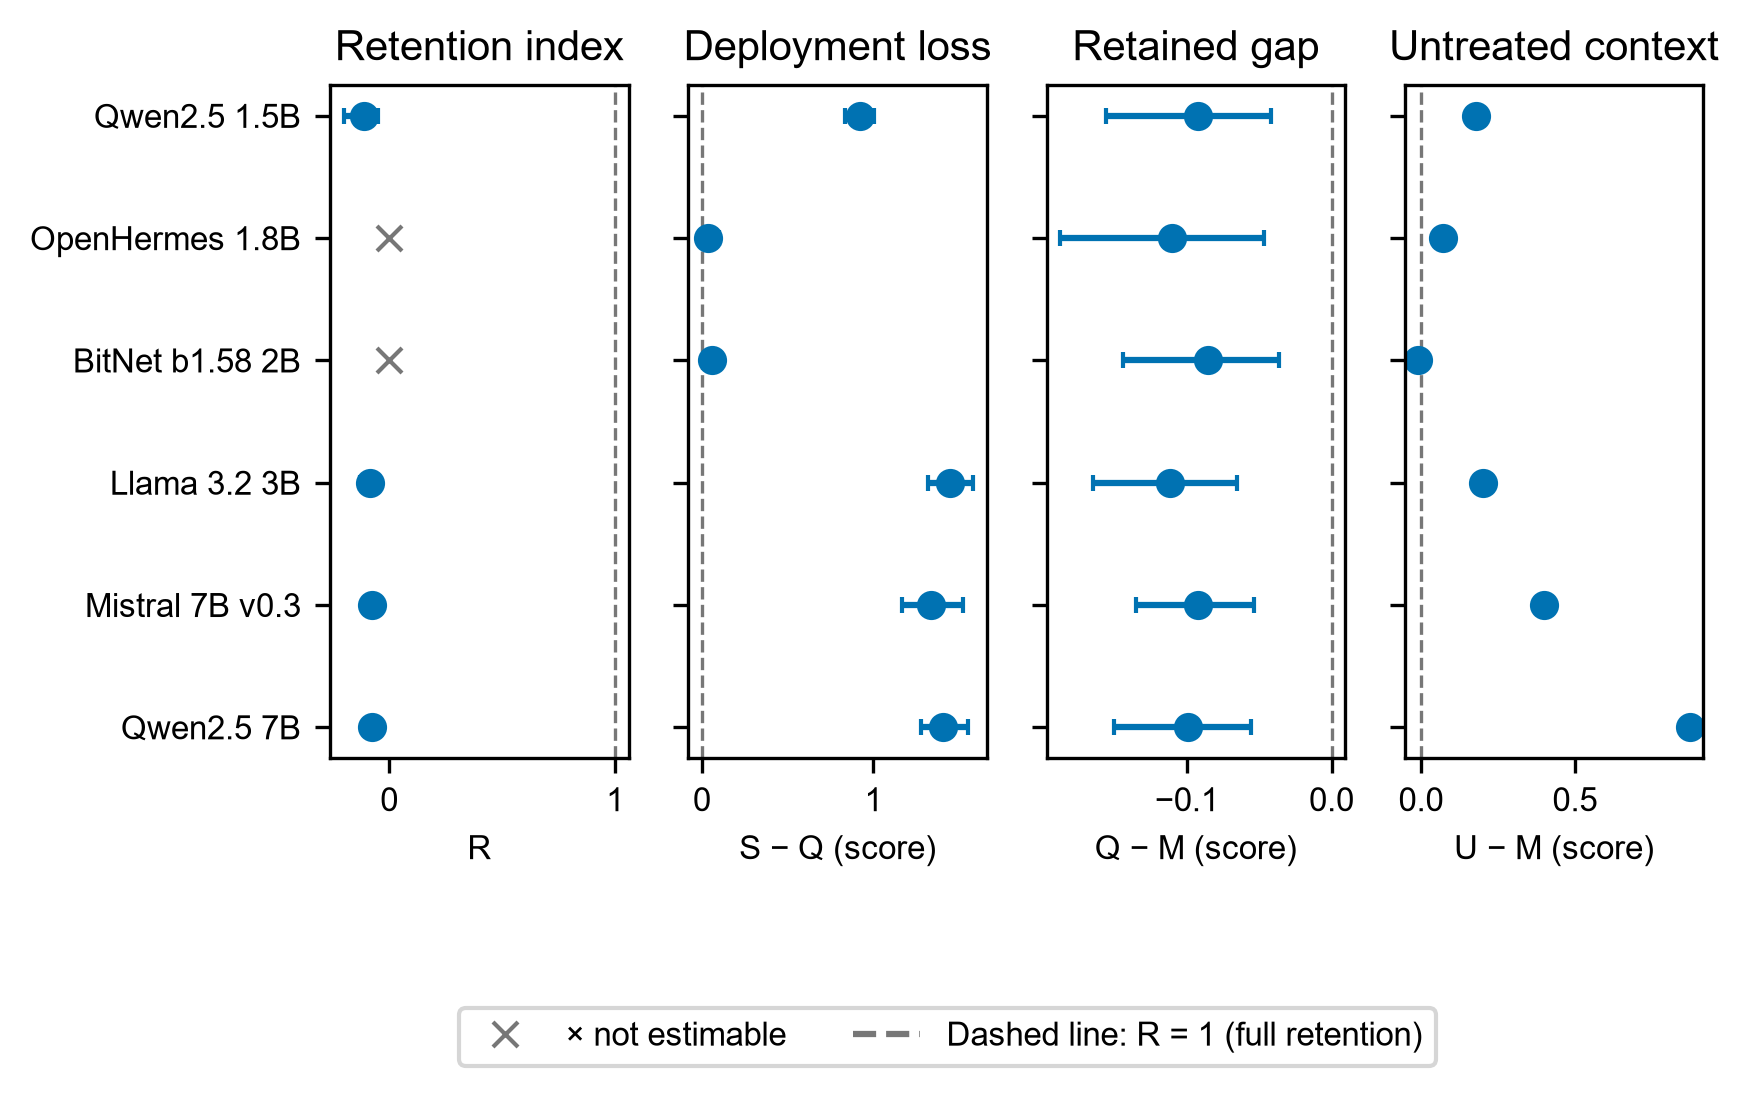 Retention index
Deployment loss
Retained gap
Untreated context
Qwen2.5 1.5B
OpenHermes 1.8B
BitNet b1.58 2B
Llama 3.2 3B
Mistral 7B v0.3
Qwen2.5 7B
0 1
0 1
−0.1 0.0
0.0 0.5
R
S − Q (score)
Q − M (score)
U − M (score)
× not estimable
Dashed line: R = 1 (full retention)